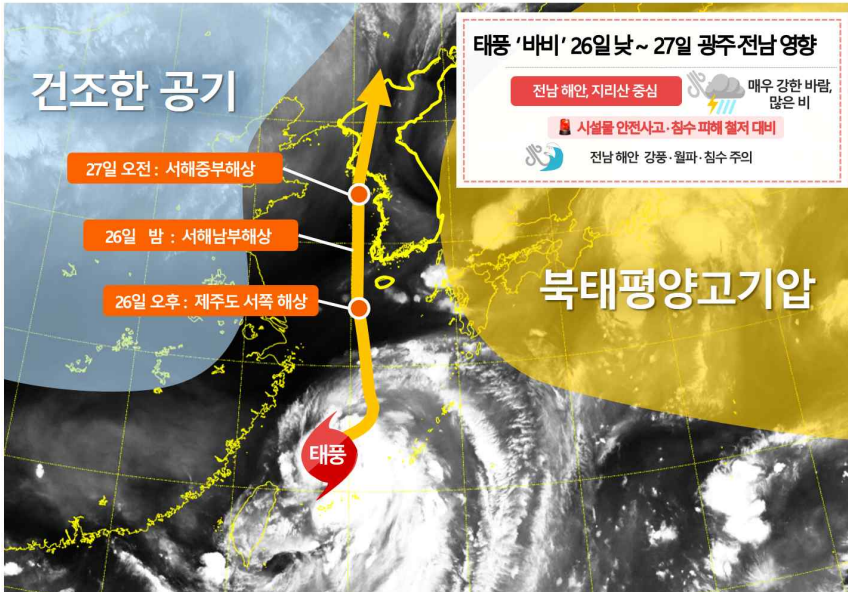 태풍 '바비' 26일 낮 ~ 27일 광주·전남 영향
전남 해안, 지리산 중심
매우 강한 바람,
많은 비
시설물 안전사고·침수 피해 철저 대비
전남 해안 강풍·월파·침수 주의
건조한 공기
27일 오전 : 서해중부해상
26일 밤 : 서해남부해상
26일 오후 : 제주도 서쪽 해상
북태평양고기압
태풍